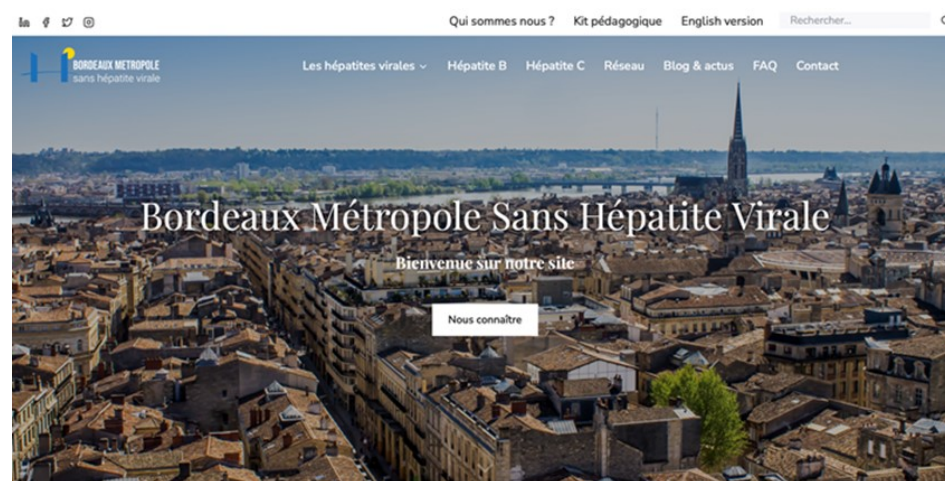 Qui sommes nous ? Kit pédagogique English version Rechercher...
BORDEAUX METROPOLE
sans hépatite virale
Les hépatites virales Hépatite B Hépatite C Réseau Blog & actus FAQ Contact
Bordeaux Métropole Sans Hépatite Virale
Bienvenue sur notre site
Nous connaître